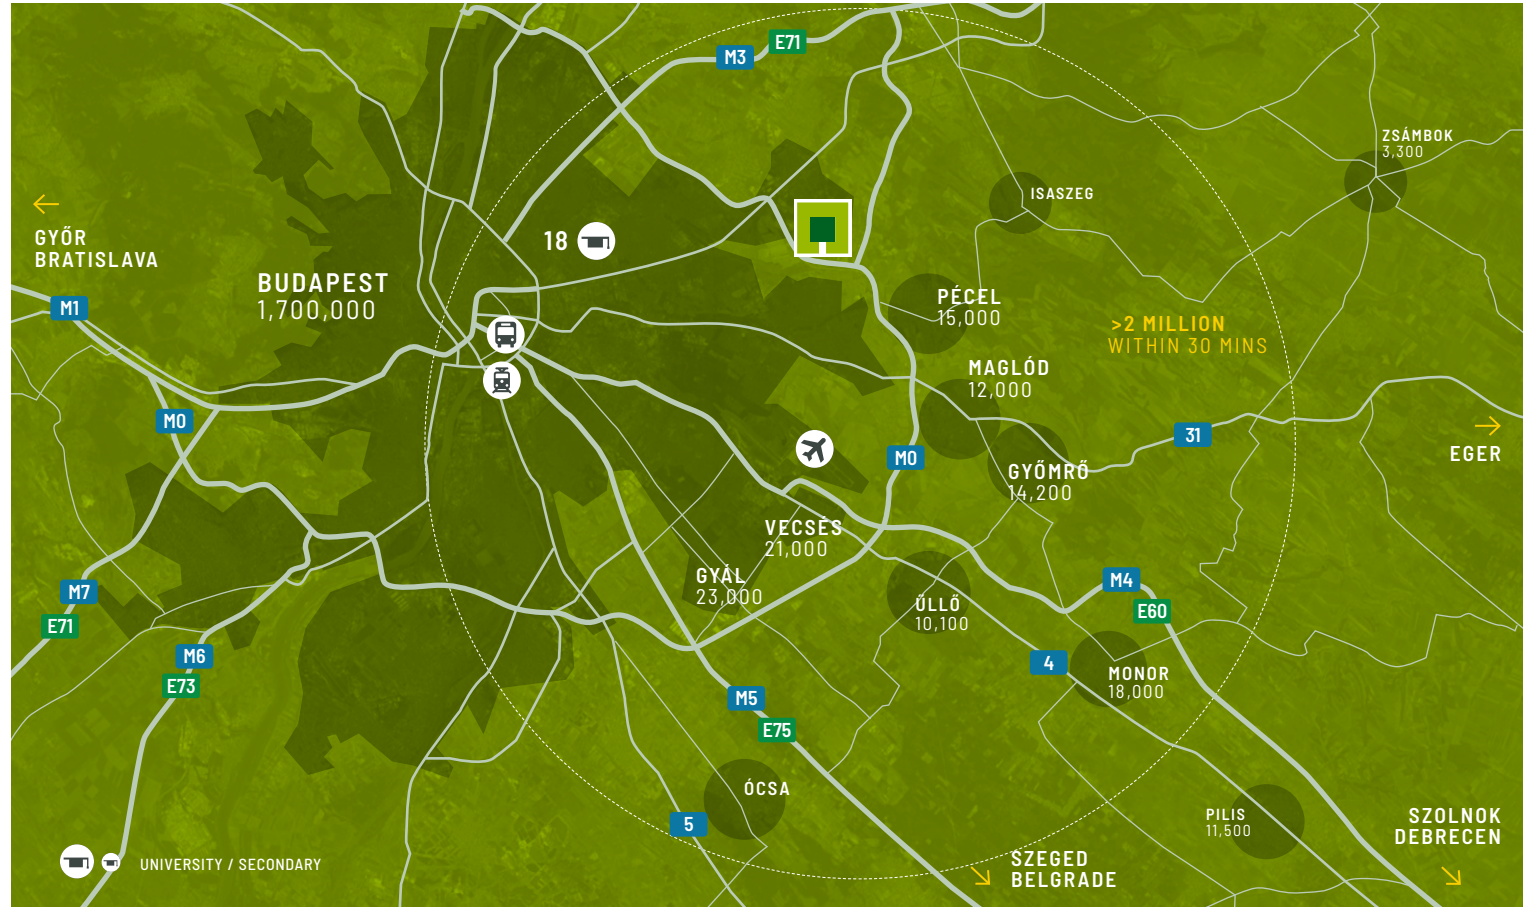 E71
M3
ZSÁMBOK
3,300
ISASZEG
GYŐR
BRATISLAVA
18
BUDAPEST
1,700,000
M1
PÉCEL
15,000
>2 MILLION
WITHIN 30 MINS
MAGLÓD
12,000
M0
31
EGER
M0
GYŐMRŐ
14,200
VECSÉS
21,000
GYÁL
23,000
M7
E71
M4
E60
ŰLLŐ
10,100
M6
E73
4
MONOR
18,000
M5
E75
ÓCSA
5
PILIS
11,500
SZOLNOK
DEBRECEN
SZEGED
BELGRADE
UNIVERSITY / SECONDARY